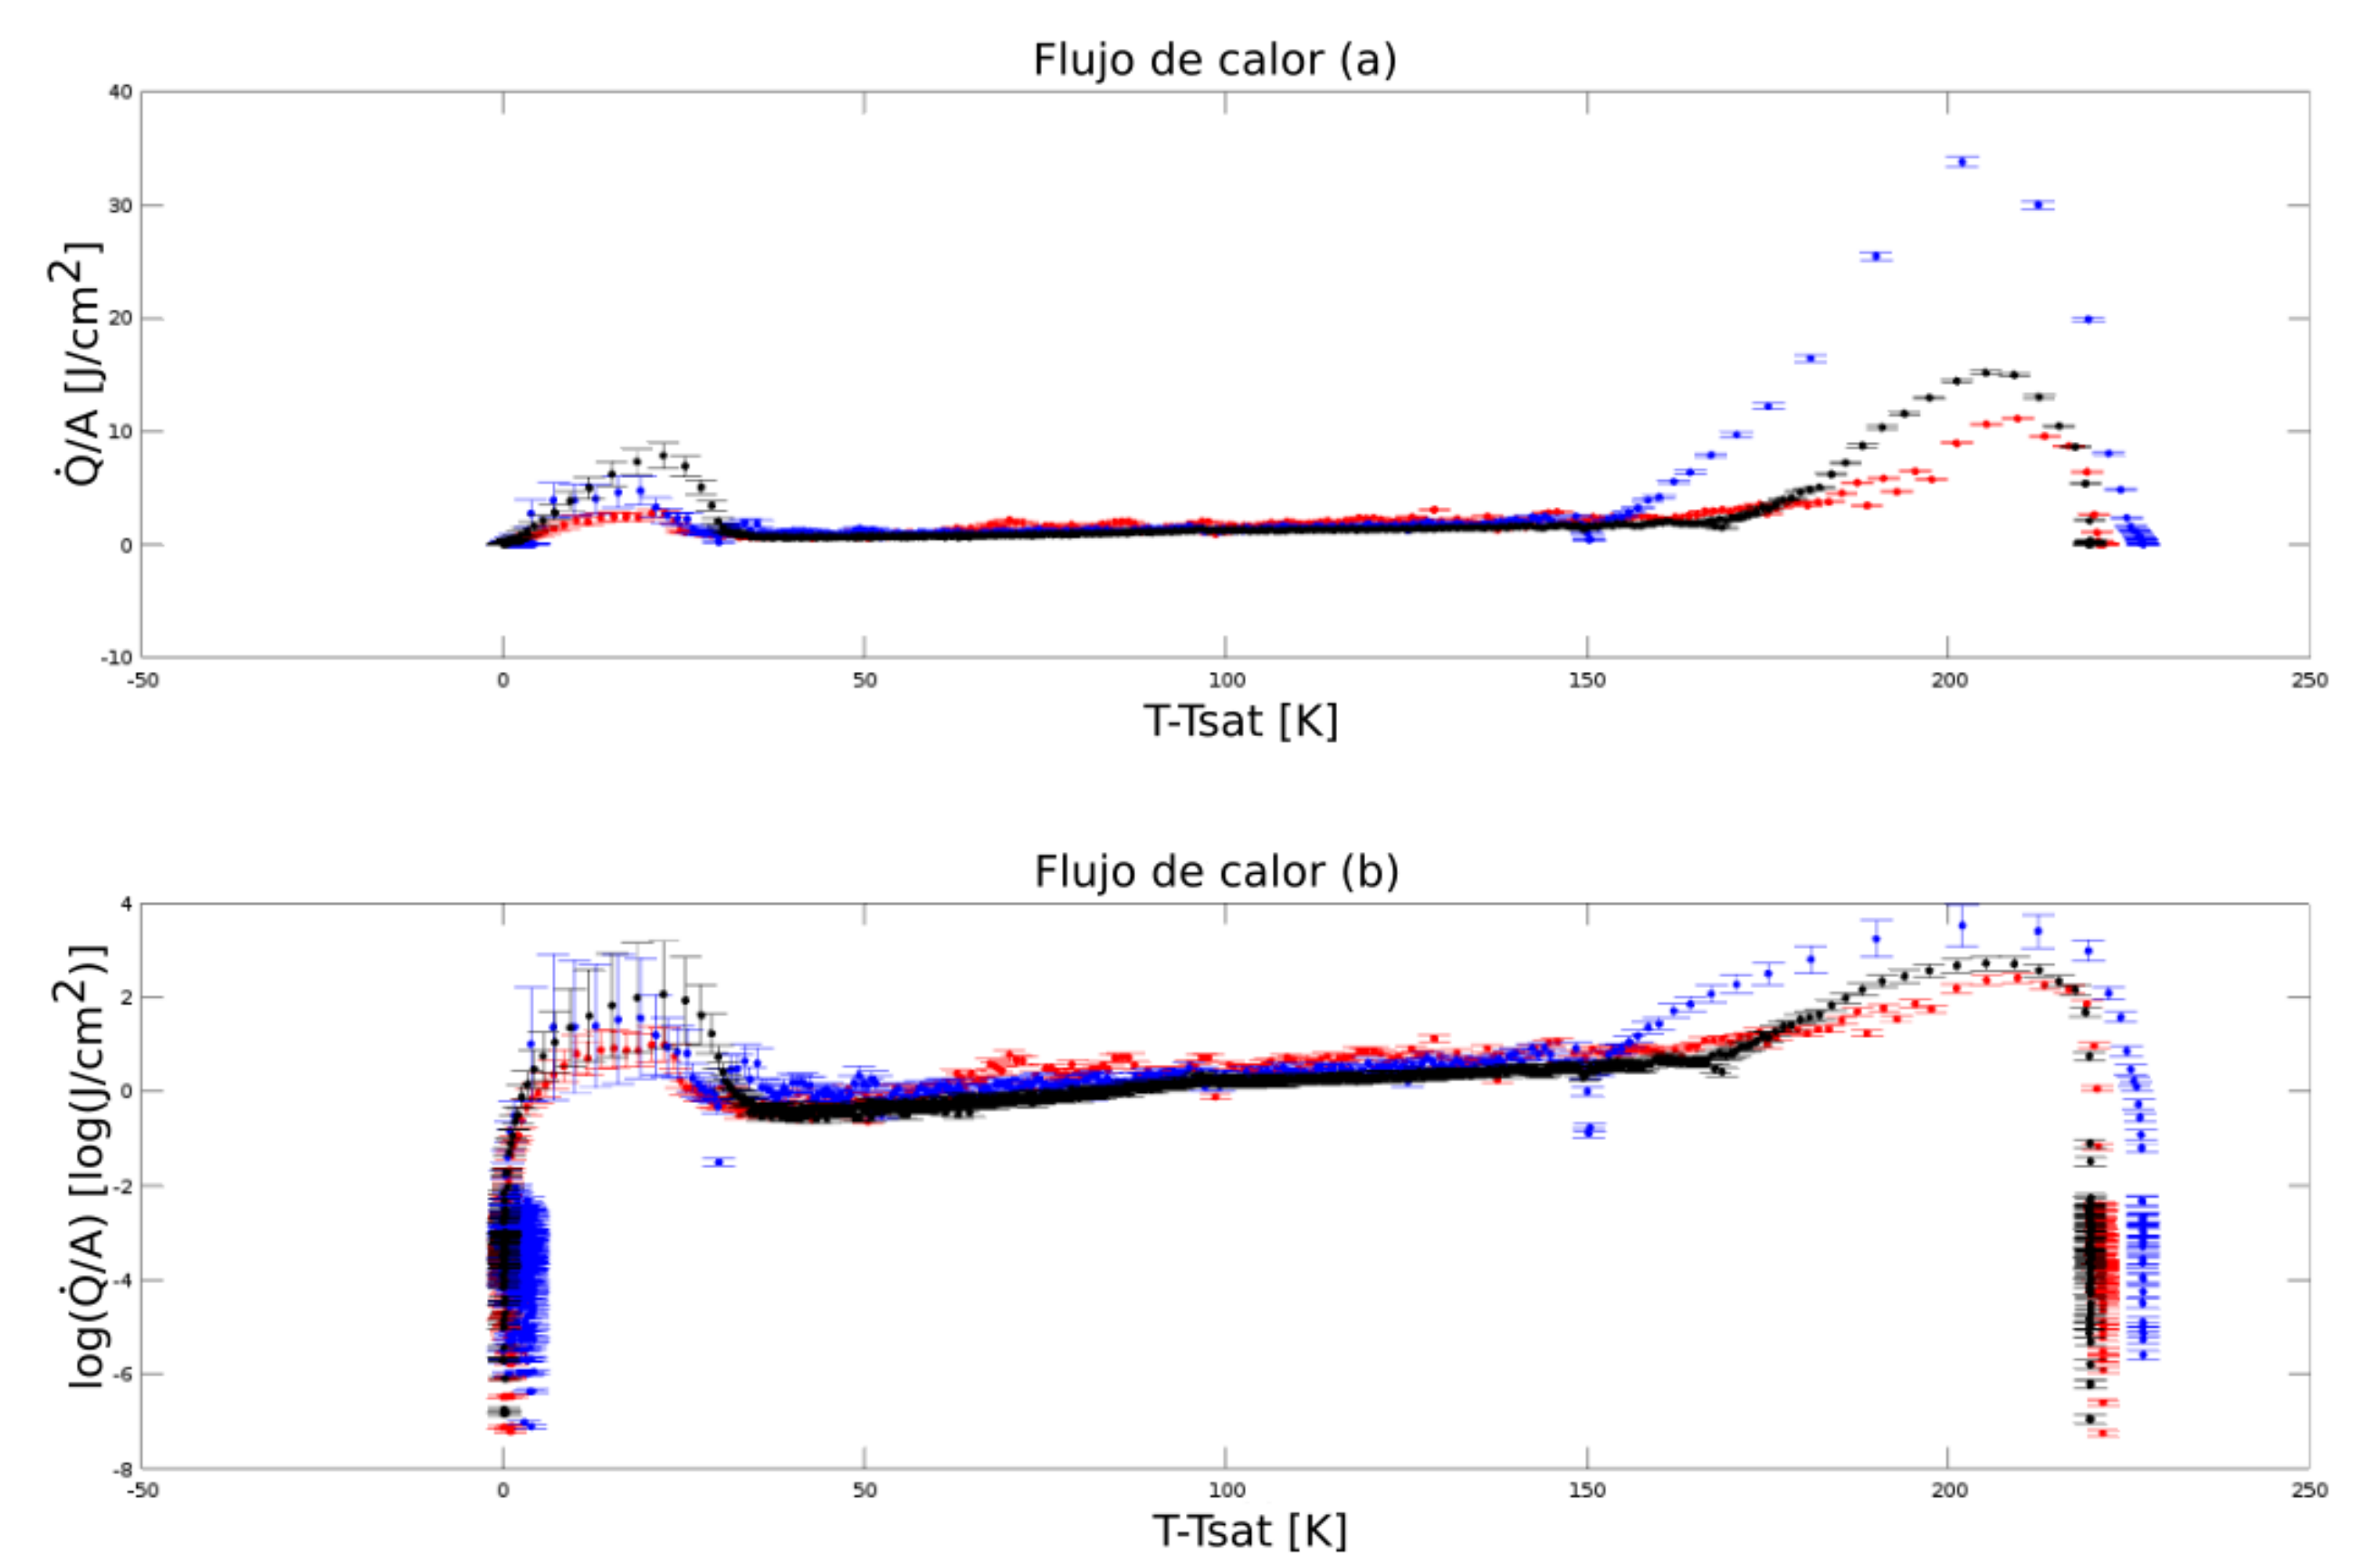 Flujo de calor (a)
40
30
20
10
0
-10
Q̇/A [J/cm²]
-50 0 50 100 150 200 250
T-Tsat [K]
Flujo de calor (b)
4
2
0
-2
-4
-6
-8
log(Q̇/A) [log(J/cm²)]
-50 0 50 100 150 200 250
T-Tsat [K]